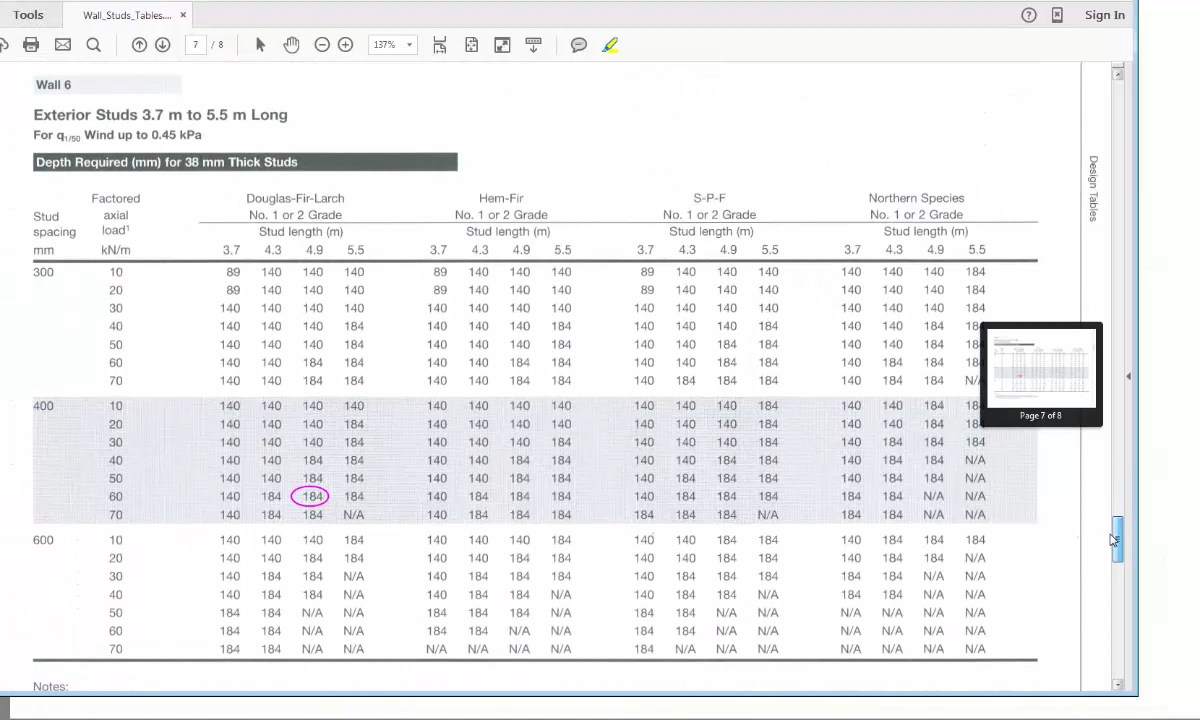 Tools
Wall_Studs_Tables.... ×
Sign In
7 / 8
137%
Wall 6
Exterior Studs 3.7 m to 5.5 m Long
For q1/50 Wind up to 0.45 kPa
Depth Required (mm) for 38 mm Thick Studs
Factored Douglas-Fir-Larch Hem-Fir S-P-F Northern Species
Stud axial No. 1 or 2 Grade No. 1 or 2 Grade No. 1 or 2 Grade No. 1 or 2 Grade
spacing load1 Stud length (m) Stud length (m) Stud length (m) Stud length (m)
mm kN/m 3.7 4.3 4.9 5.5 3.7 4.3 4.9 5.5 3.7 4.3 4.9 5.5 3.7 4.3 4.9 5.5
300 10 89 140 140 140 89 140 140 140 89 140 140 140 140 140 140 184
20 89 140 140 140 89 140 140 140 89 140 140 140 140 140 140 184
30 140 140 140 140 140 140 140 140 140 140 140 140 140 140 140 184
40 140 140 140 184 140 140 140 184 140 140 140 184 140 140 184
50 140 140 140 184 140 140 140 184 140 140 184 184 140 140 184
60 140 140 184 184 140 140 184 184 140 140 184 184 140 184 184
70 140 140 184 184 140 140 184 184 140 184 184 184 140 184 184
400 10 140 140 140 140 140 140 140 140 140 140 140 184 140 140 184
20 140 140 140 184 140 140 140 140 140 140 140 184 140 140 184
30 140 140 140 184 140 140 140 184 140 140 184 184 140 184 184 184
40 140 140 184 184 140 140 184 184 140 140 184 184 140 184 184 N/A
50 140 140 184 184 140 140 184 184 140 184 184 184 140 184 184 N/A
60 140 184 184 184 140 184 184 184 140 184 184 184 184 184 N/A N/A
70 140 184 184 N/A 140 184 184 184 184 184 184 N/A 184 184 N/A N/A
600 10 140 140 140 184 140 140 140 184 140 140 184 184 140 184 184 184
20 140 140 184 184 140 140 184 184 140 140 184 184 140 184 184 N/A
30 140 184 184 N/A 140 184 184 184 140 184 184 184 184 184 N/A N/A
40 140 184 184 N/A 140 184 184 N/A 140 184 184 N/A 184 184 N/A N/A
50 184 184 N/A N/A 184 184 184 N/A 184 184 N/A N/A N/A N/A N/A N/A
60 184 184 N/A N/A 184 184 N/A N/A 184 184 N/A N/A N/A N/A N/A N/A
70 184 184 N/A N/A N/A N/A N/A N/A 184 N/A N/A N/A N/A N/A N/A N/A
Notes:
Design Tables
Page 7 of 8